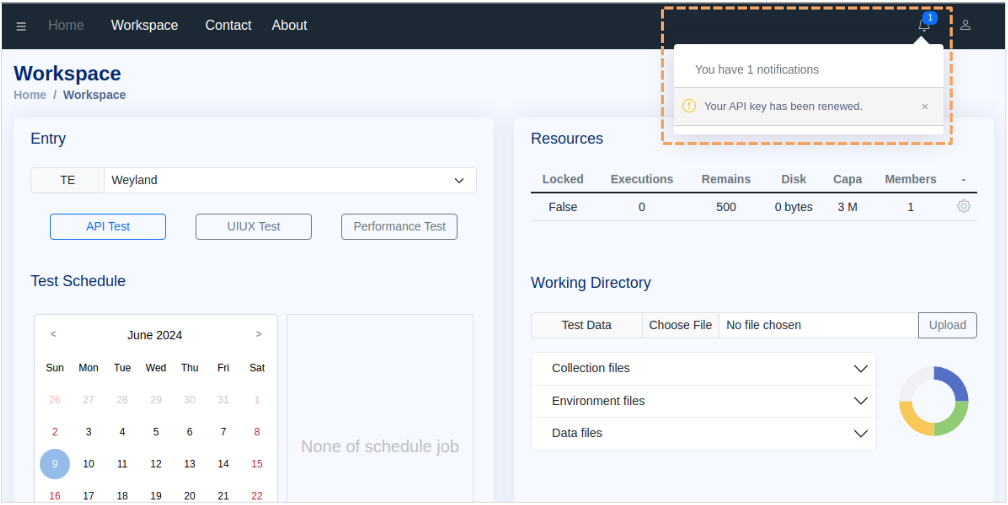 Home Workspace Contact About 1
You have 1 notifications
Your API key has been renewed. ×
Workspace
Home / Workspace
Entry
TE Weyland
API Test UIUX Test Performance Test
Test Schedule
< June 2024 >
Sun Mon Tue Wed Thu Fri Sat
26 27 28 29 30 31 1
2 3 4 5 6 7 8
9 10 11 12 13 14 15
16 17 18 19 20 21 22
None of schedule job
Resources
Locked Executions Remains Disk Capa Members -
False 0 500 0 bytes 3 M 1
Working Directory
Test Data Choose File No file chosen Upload
Collection files
Environment files
Data files